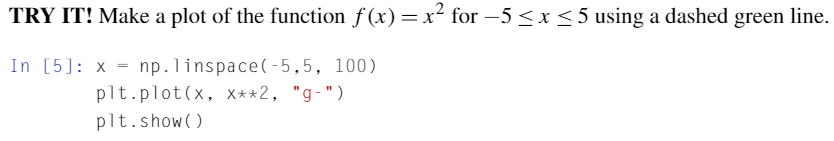 TRY IT! Make a plot of the function f(x) = x² for −5 ≤ x ≤ 5 using a dashed green line.
In [5]: x = np.linspace(-5,5, 100)
plt.plot(x, x**2, "g-")
plt.show()